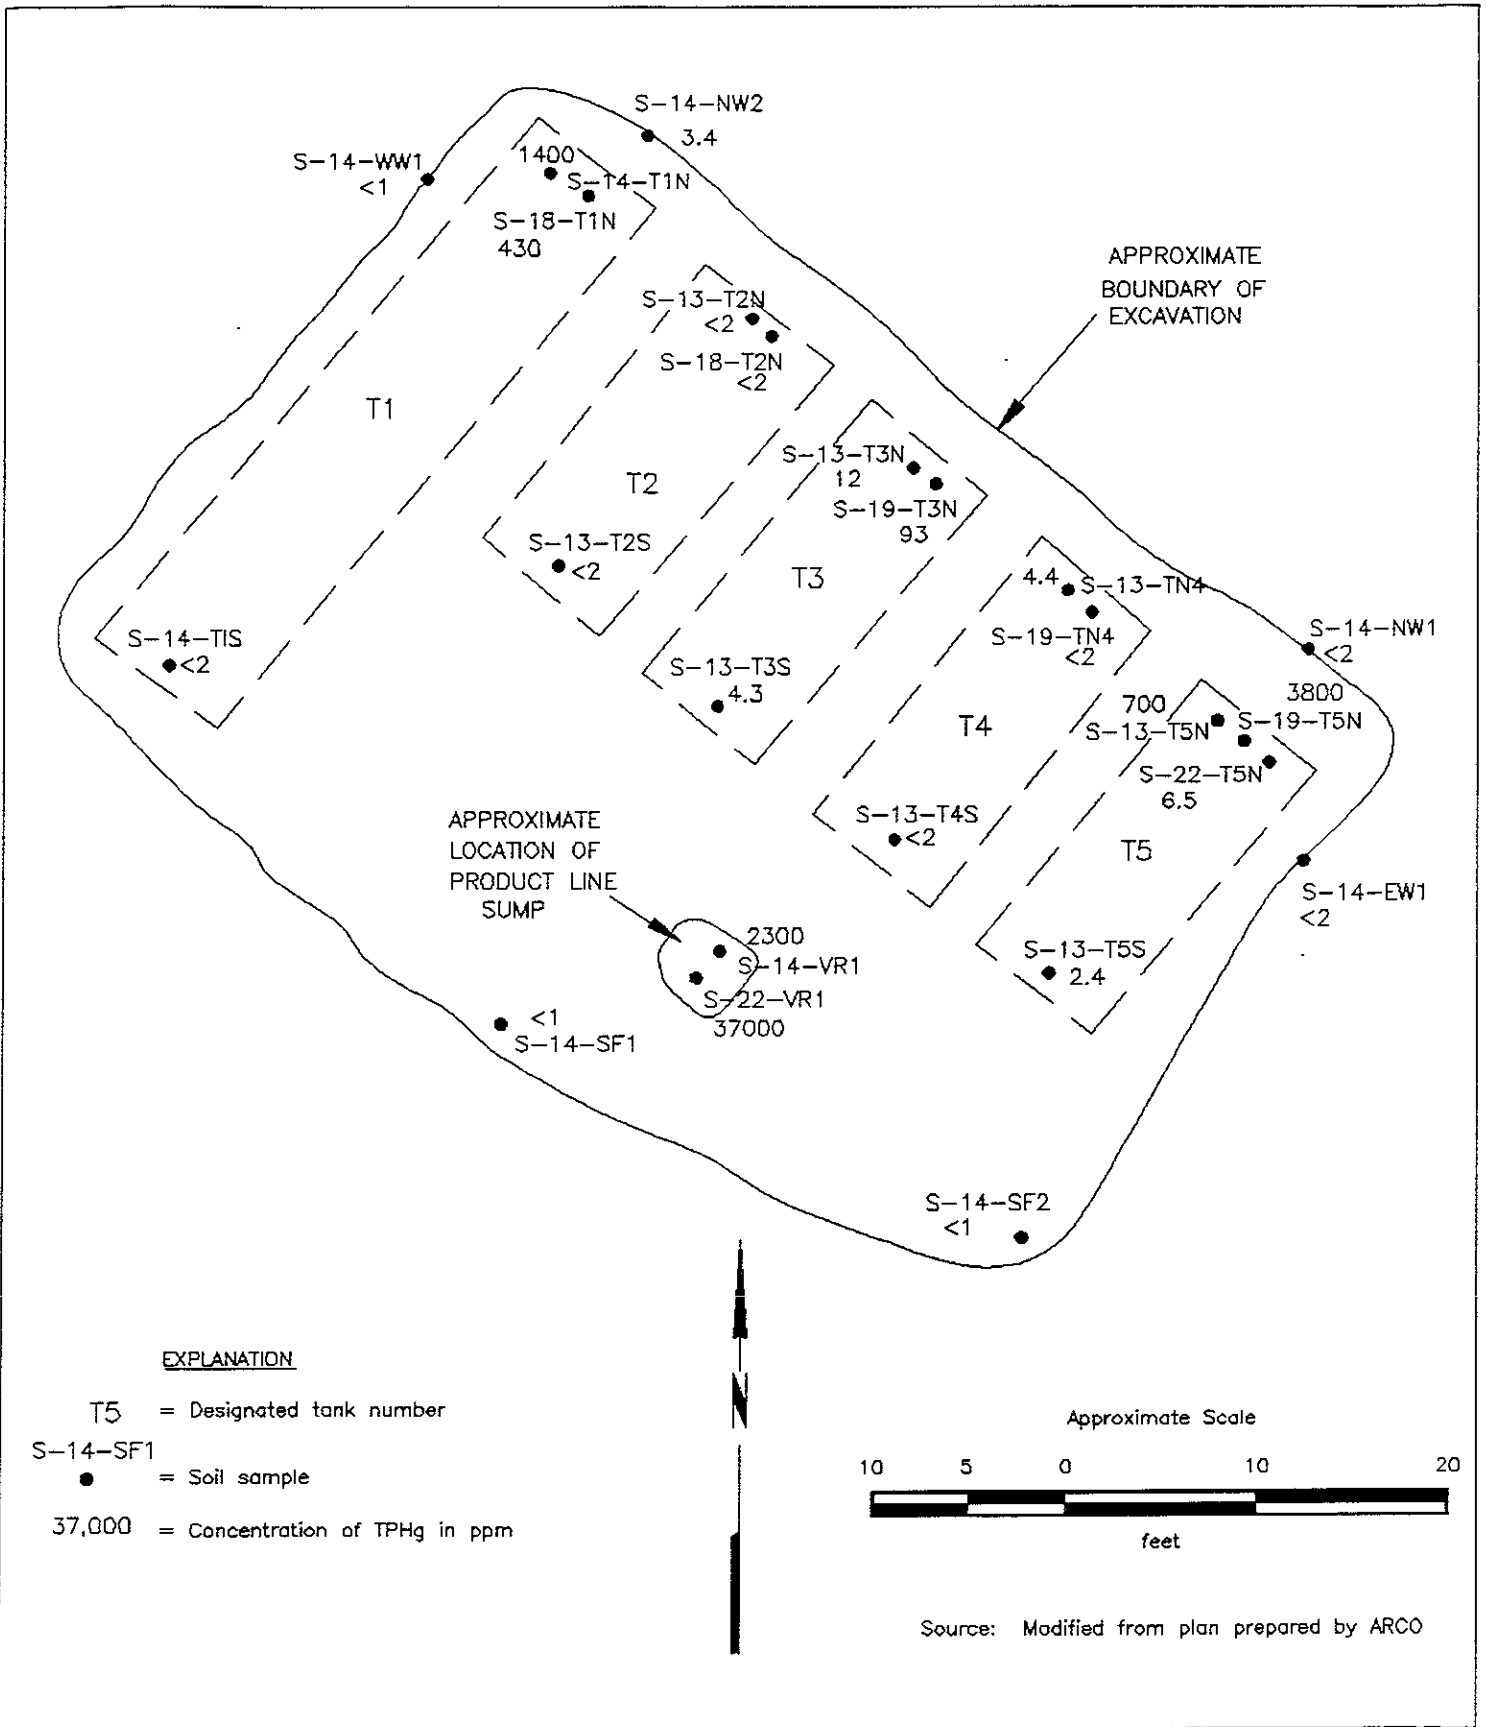 S-14-NW2
3.4
S-14-WW1
<1
1400
S-14-T1N
S-18-T1N
430
APPROXIMATE
BOUNDARY OF
EXCAVATION
S-13-T2N
<2
S-18-T2N
<2
T1
S-13-T3N
12
S-19-T3N
93
T2
S-13-T2S
<2
T3
4.4
S-13-TN4
S-19-TN4
<2
S-14-NW1
<2
S-14-TIS
<2
S-13-T3S
4.3
3800
700
S-19-T5N
S-13-T5N
S-22-T5N
6.5
T4
S-13-T4S
<2
T5
APPROXIMATE
LOCATION OF
PRODUCT LINE
SUMP
S-14-EW1
<2
2300
S-14-VR1
S-22-VR1
37000
S-13-T5S
2.4
<1
S-14-SF1
S-14-SF2
<1
N
EXPLANATION
T5 = Designated tank number
S-14-SF1
= Soil sample
37,000 = Concentration of TPHg in ppm
Approximate Scale
10 5 0 10 20
feet
Source: Modified from plan prepared by ARCO